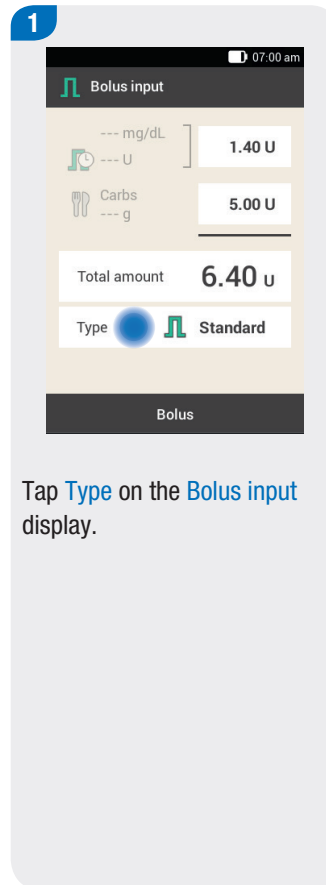 1
07:00 am
Bolus input
--- mg/dL
--- U
1.40 U
Carbs
--- g
5.00 U
Total amount 6.40 U
Type Standard
Bolus
Tap Type on the Bolus input
display.